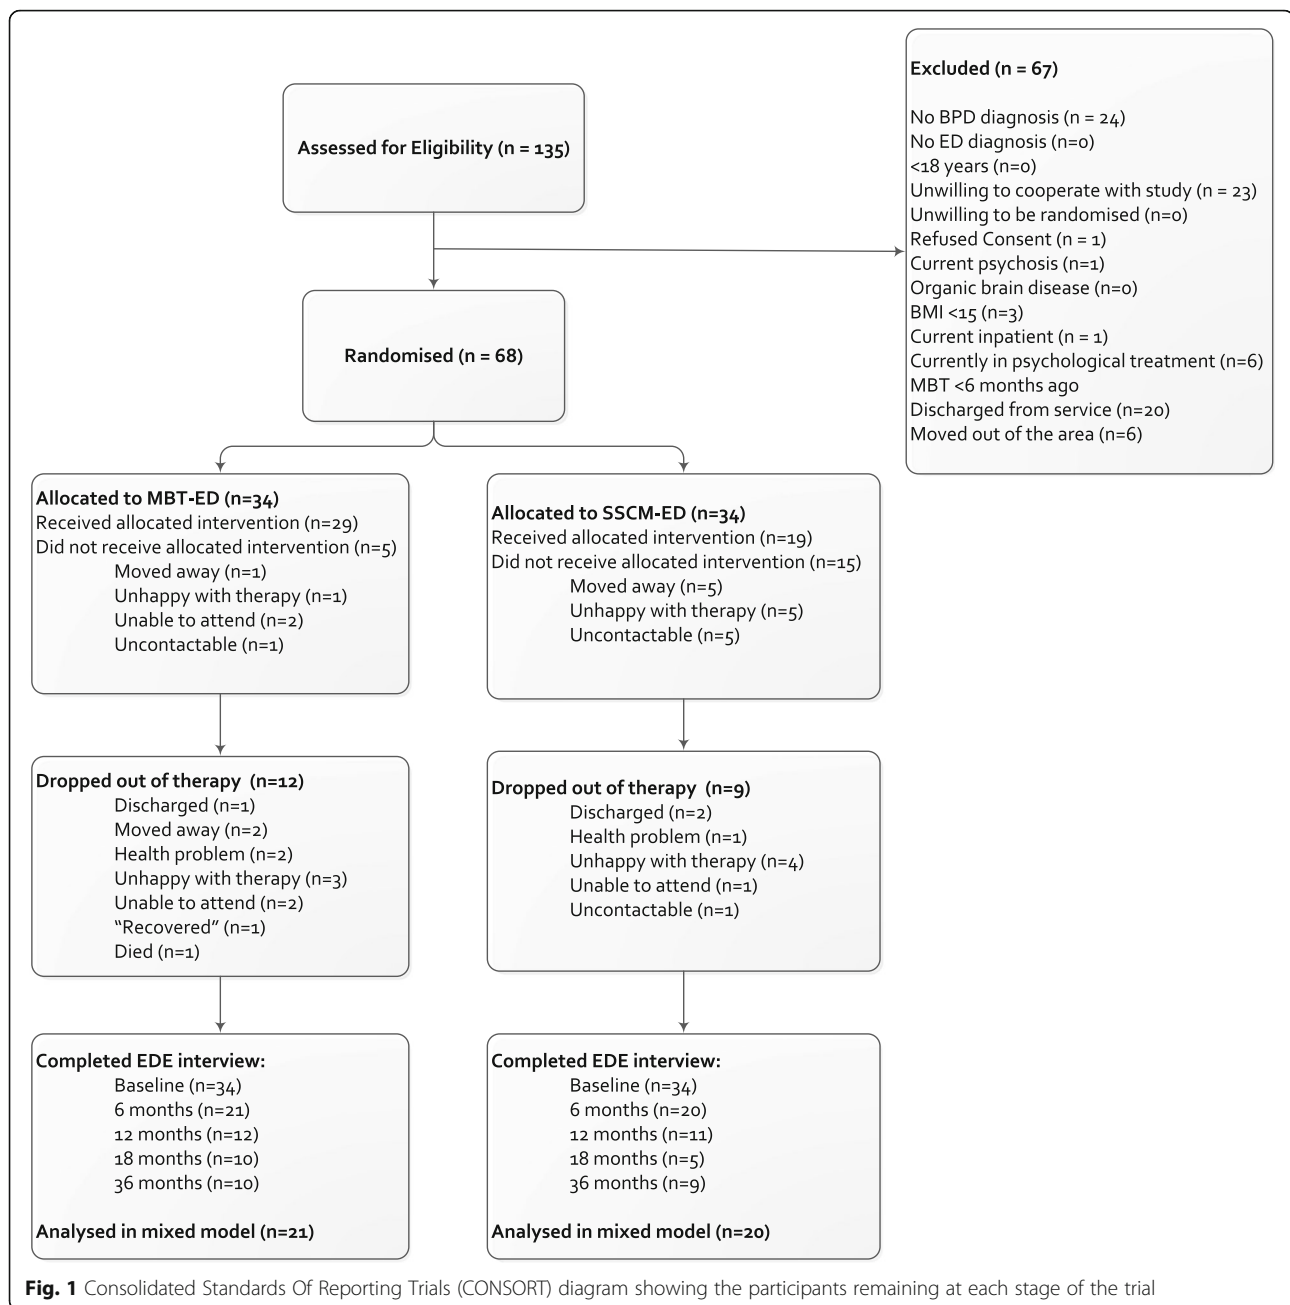 Assessed for Eligibility (n = 135)
Excluded (n = 67)
No BPD diagnosis (n = 24)
No ED diagnosis (n=0)
<18 years (n=0)
Unwilling to cooperate with study (n = 23)
Unwilling to be randomised (n=0)
Refused Consent (n = 1)
Current psychosis (n=1)
Organic brain disease (n=0)
BMI <15 (n=3)
Current inpatient (n = 1)
Currently in psychological treatment (n=6)
MBT <6 months ago
Discharged from service (n=20)
Moved out of the area (n=6)
Randomised (n = 68)
Allocated to MBT-ED (n=34)
Received allocated intervention (n=29)
Did not receive allocated intervention (n=5)
Moved away (n=1)
Unhappy with therapy (n=1)
Unable to attend (n=2)
Uncontactable (n=1)
Allocated to SSCM-ED (n=34)
Received allocated intervention (n=19)
Did not receive allocated intervention (n=15)
Moved away (n=5)
Unhappy with therapy (n=5)
Uncontactable (n=5)
Dropped out of therapy (n=12)
Discharged (n=1)
Moved away (n=2)
Health problem (n=2)
Unhappy with therapy (n=3)
Unable to attend (n=2)
“Recovered” (n=1)
Died (n=1)
Dropped out of therapy (n=9)
Discharged (n=2)
Health problem (n=1)
Unhappy with therapy (n=4)
Unable to attend (n=1)
Uncontactable (n=1)
Completed EDE interview:
Baseline (n=34)
6 months (n=21)
12 months (n=12)
18 months (n=10)
36 months (n=10)
Analysed in mixed model (n=21)
Completed EDE interview:
Baseline (n=34)
6 months (n=20)
12 months (n=11)
18 months (n=5)
36 months (n=9)
Analysed in mixed model (n=20)
Fig. 1 Consolidated Standards Of Reporting Trials (CONSORT) diagram showing the participants remaining at each stage of the trial